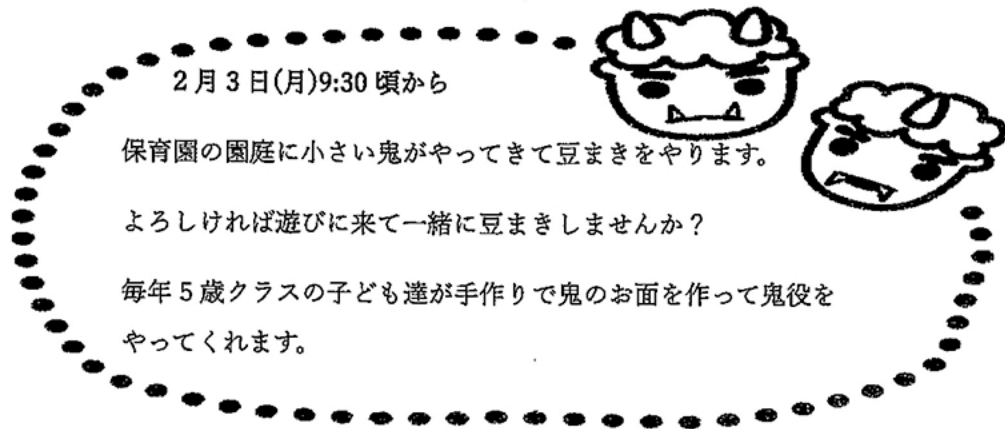 2月3日(月)9:30頃から
保育園の園庭に小さい鬼がやってきて豆まきをやります。
よろしければ遊びに来て一緒に豆まきしませんか？
毎年5歳クラスの子ども達が手作りで鬼のお面を作って鬼役を
やってくれます。